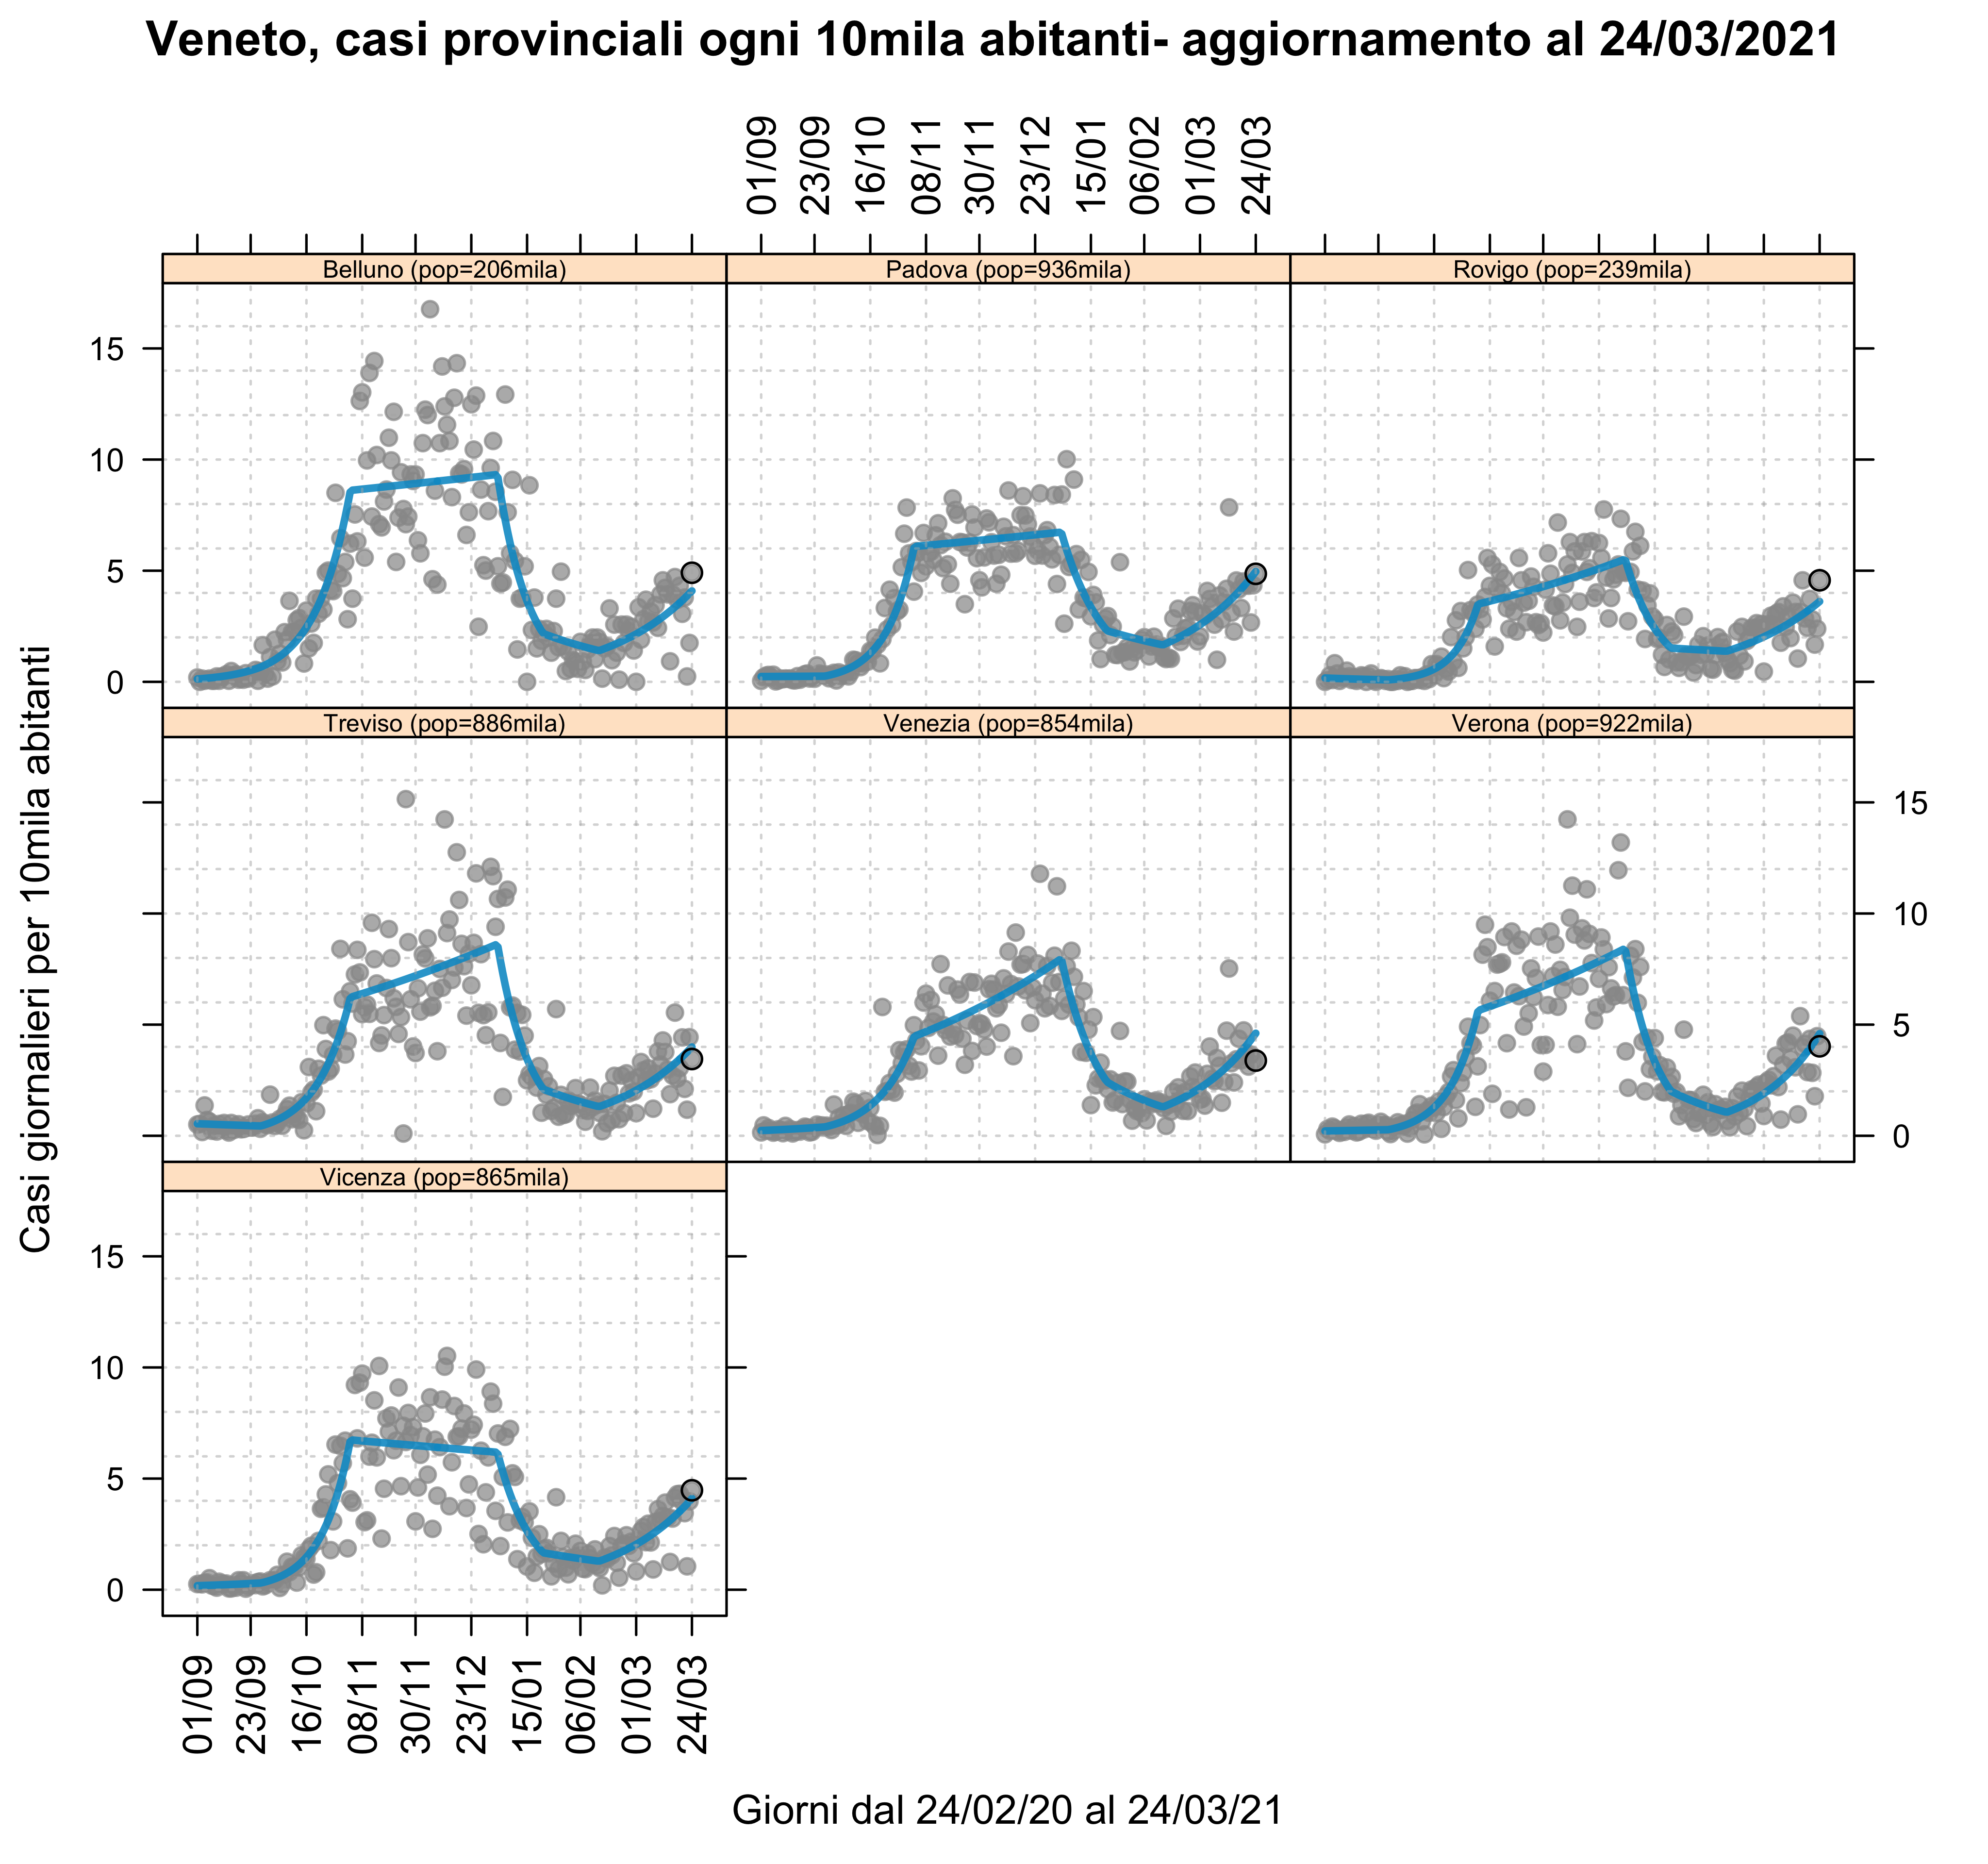 Veneto, casi provinciali ogni 10mila abitanti- aggiornamento al 24/03/2021
01/09 23/09 16/10 08/11 30/11 23/12 15/01 06/02 01/03 24/03
Belluno (pop=206mila) Padova (pop=936mila) Rovigo (pop=239mila)
15
10
5
0
Treviso (pop=886mila) Venezia (pop=854mila) Verona (pop=922mila)
15
10
5
0
Casi giornalieri per 10mila abitanti
Vicenza (pop=865mila)
15
10
5
0
01/09 23/09 16/10 08/11 30/11 23/12 15/01 06/02 01/03 24/03
Giorni dal 24/02/20 al 24/03/21